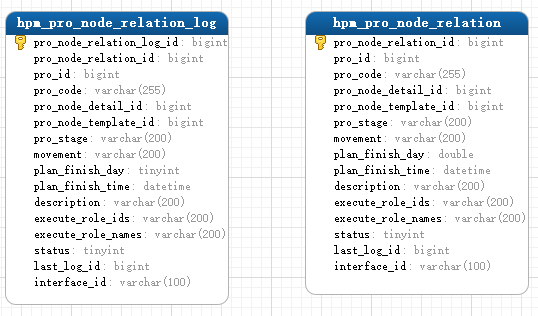 hpm_pro_node_relation_log
pro_node_relation_log_id: bigint
pro_node_relation_id: bigint
pro_id: bigint
pro_code: varchar(255)
pro_node_detail_id: bigint
pro_node_template_id: bigint
pro_stage: varchar(200)
movement: varchar(200)
plan_finish_day: tinyint
plan_finish_time: datetime
description: varchar(200)
execute_role_ids: varchar(200)
execute_role_names: varchar(200)
status: tinyint
last_log_id: bigint
interface_id: varchar(100)
hpm_pro_node_relation
pro_node_relation_id: bigint
pro_id: bigint
pro_code: varchar(255)
pro_node_detail_id: bigint
pro_node_template_id: bigint
pro_stage: varchar(200)
movement: varchar(200)
plan_finish_day: double
plan_finish_time: datetime
description: varchar(200)
execute_role_ids: varchar(200)
execute_role_names: varchar(200)
status: tinyint
last_log_id: bigint
interface_id: varchar(100)